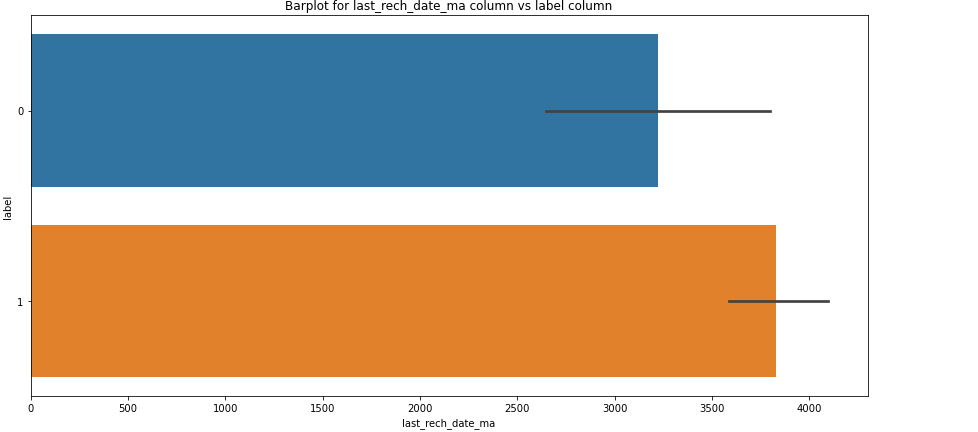 Barplot for last_rech_date_ma column vs label column
0
label
1
0 500 1000 1500 2000 2500 3000 3500 4000
last_rech_date_ma